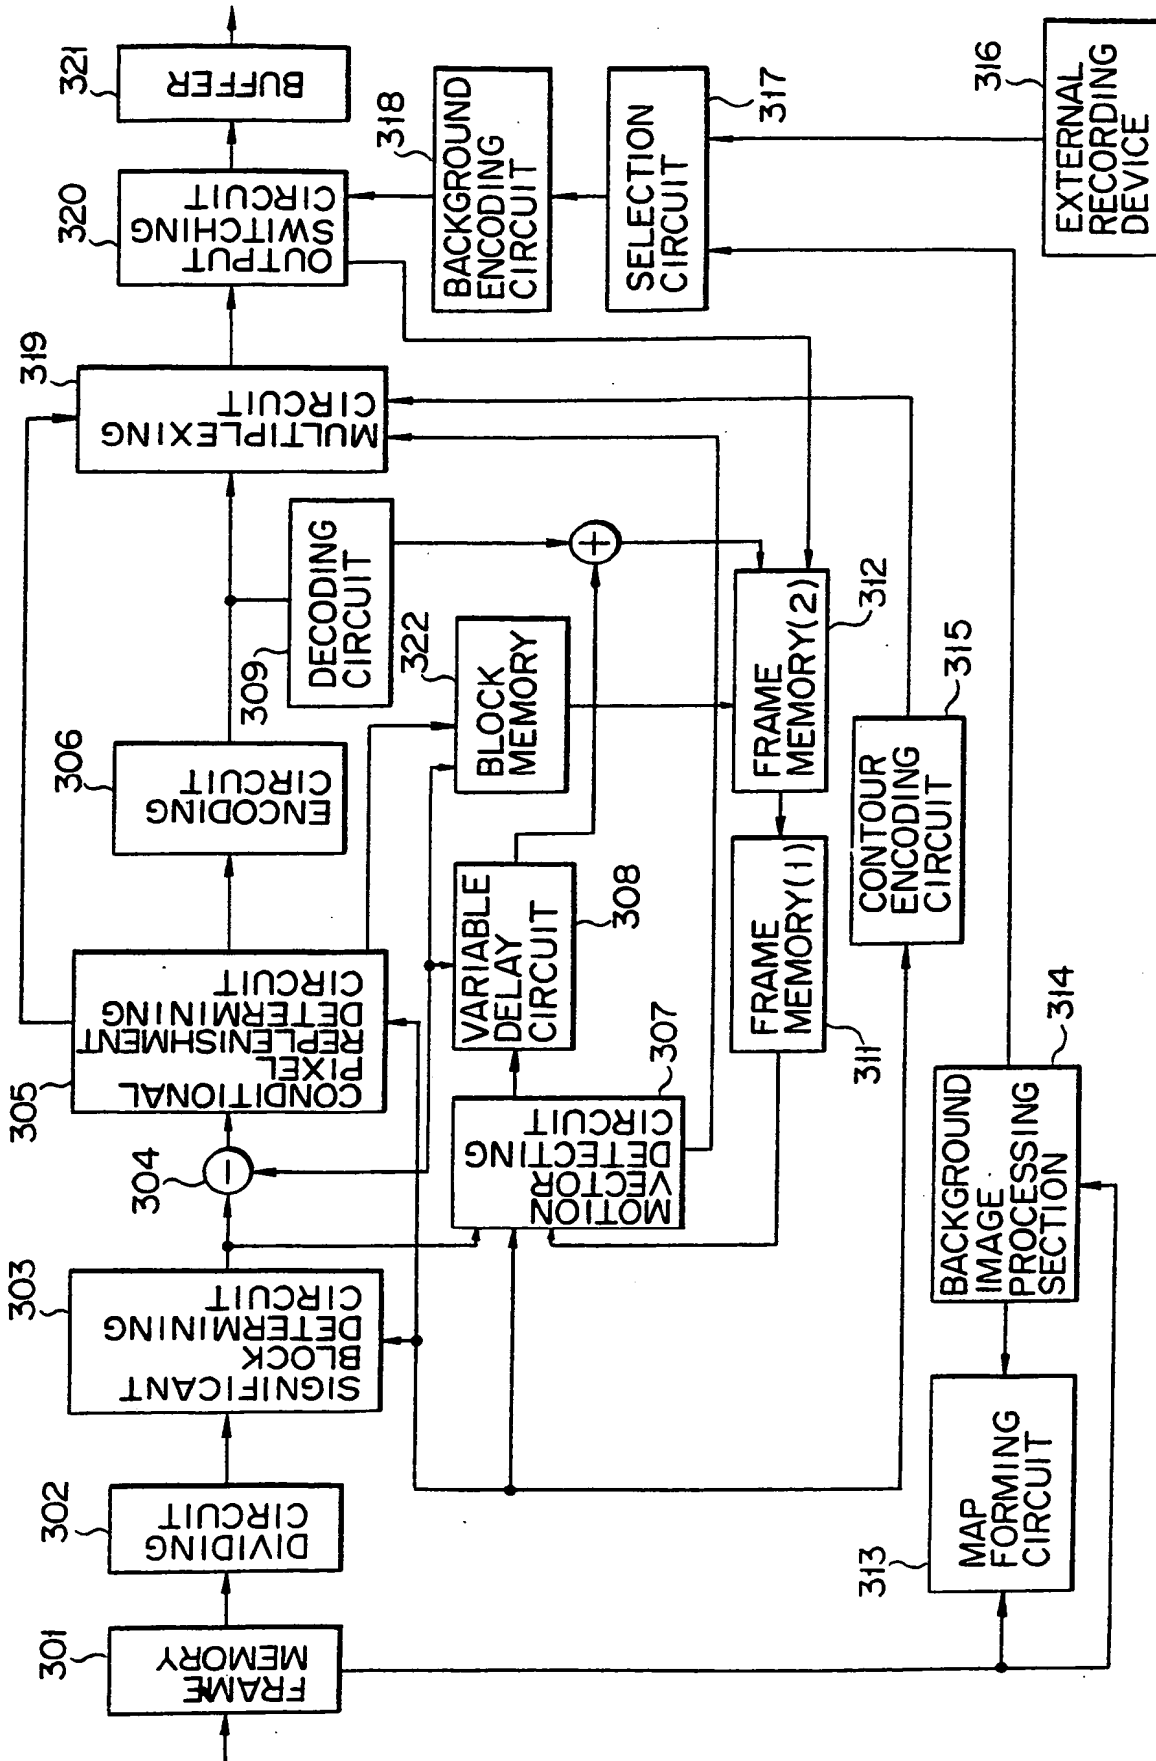 301
FRAME
MEMORY
302
DIVIDING
CIRCUIT
303
SIGNIFICANT
BLOCK
DETERMINING
CIRCUIT
304
305
CONDITIONAL
PIXEL
REPLENISHMENT
DETERMINING
CIRCUIT
306
ENCODING
CIRCUIT
319
MULTIPLEXING
CIRCUIT
320
OUTPUT
SWITCHING
CIRCUIT
321
BUFFER
309
DECODING
CIRCUIT
318
BACKGROUND
ENCODING
CIRCUIT
307
MOTION
VECTOR
DETECTING
CIRCUIT
VARIABLE
DELAY
CIRCUIT
308
322
BLOCK
MEMORY
SELECTION
CIRCUIT
317
FRAME
MEMORY(1)
311
FRAME
MEMORY(2)
312
CONTOUR
ENCODING
CIRCUIT
315
313
MAP
FORMING
CIRCUIT
BACKGROUND
IMAGE
PROCESSING
SECTION
314
316
EXTERNAL
RECORDING
DEVICE